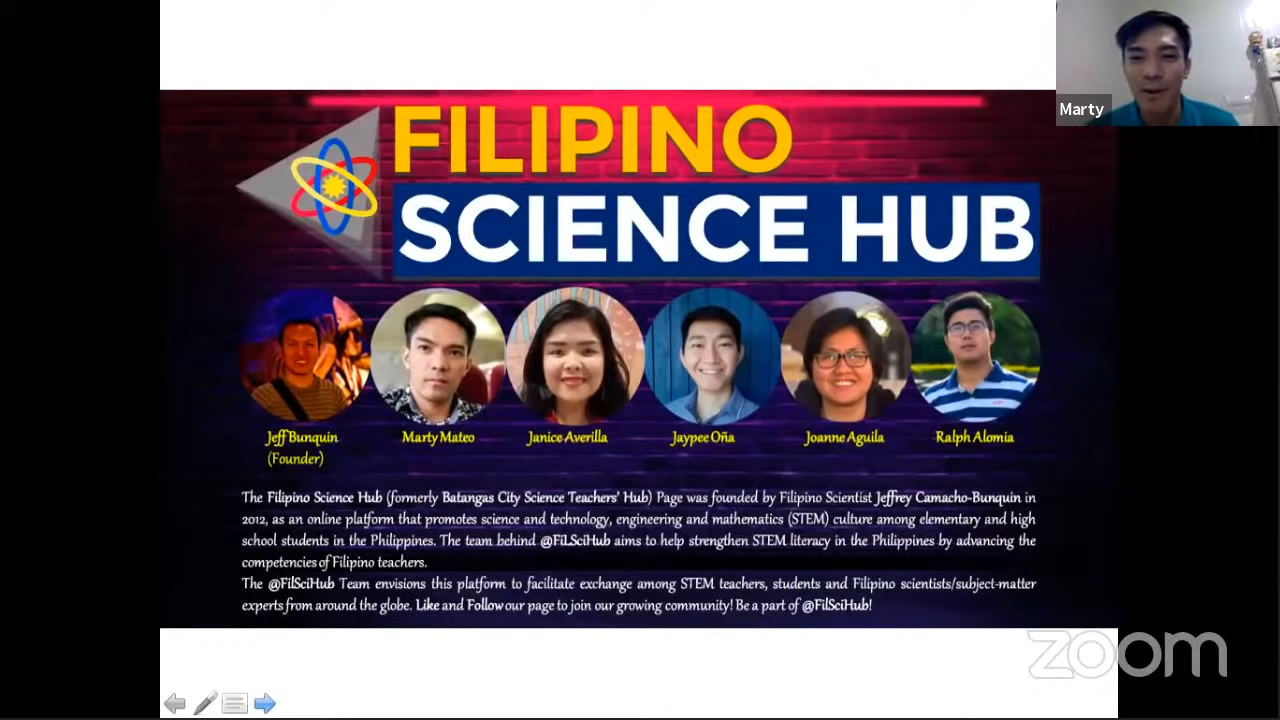 Marty
FILIPINO
SCIENCE HUB
Jeff Bunquin
(Founder)
Marty Mateo
Janice Averilla
Jaypee Oña
Joanne Aguila
Ralph Alomia
The Filipino Science Hub (formerly Batangas City Science Teachers' Hub) Page was founded by Filipino Scientist Jeffrey Camacho-Bunquin in
2012, as an online platform that promotes science and technology, engineering and mathematics (STEM) culture among elementary and high
school students in the Philippines. The team behind @FilSciHub aims to help strengthen STEM literacy in the Philippines by advancing the
competencies of Filipino teachers.
The @FilSciHub Team envisions this platform to facilitate exchange among STEM teachers, students and Filipino scientists/subject-matter
experts from around the globe. Like and Follow our page to join our growing community! Be a part of @FilSciHub!
zoom